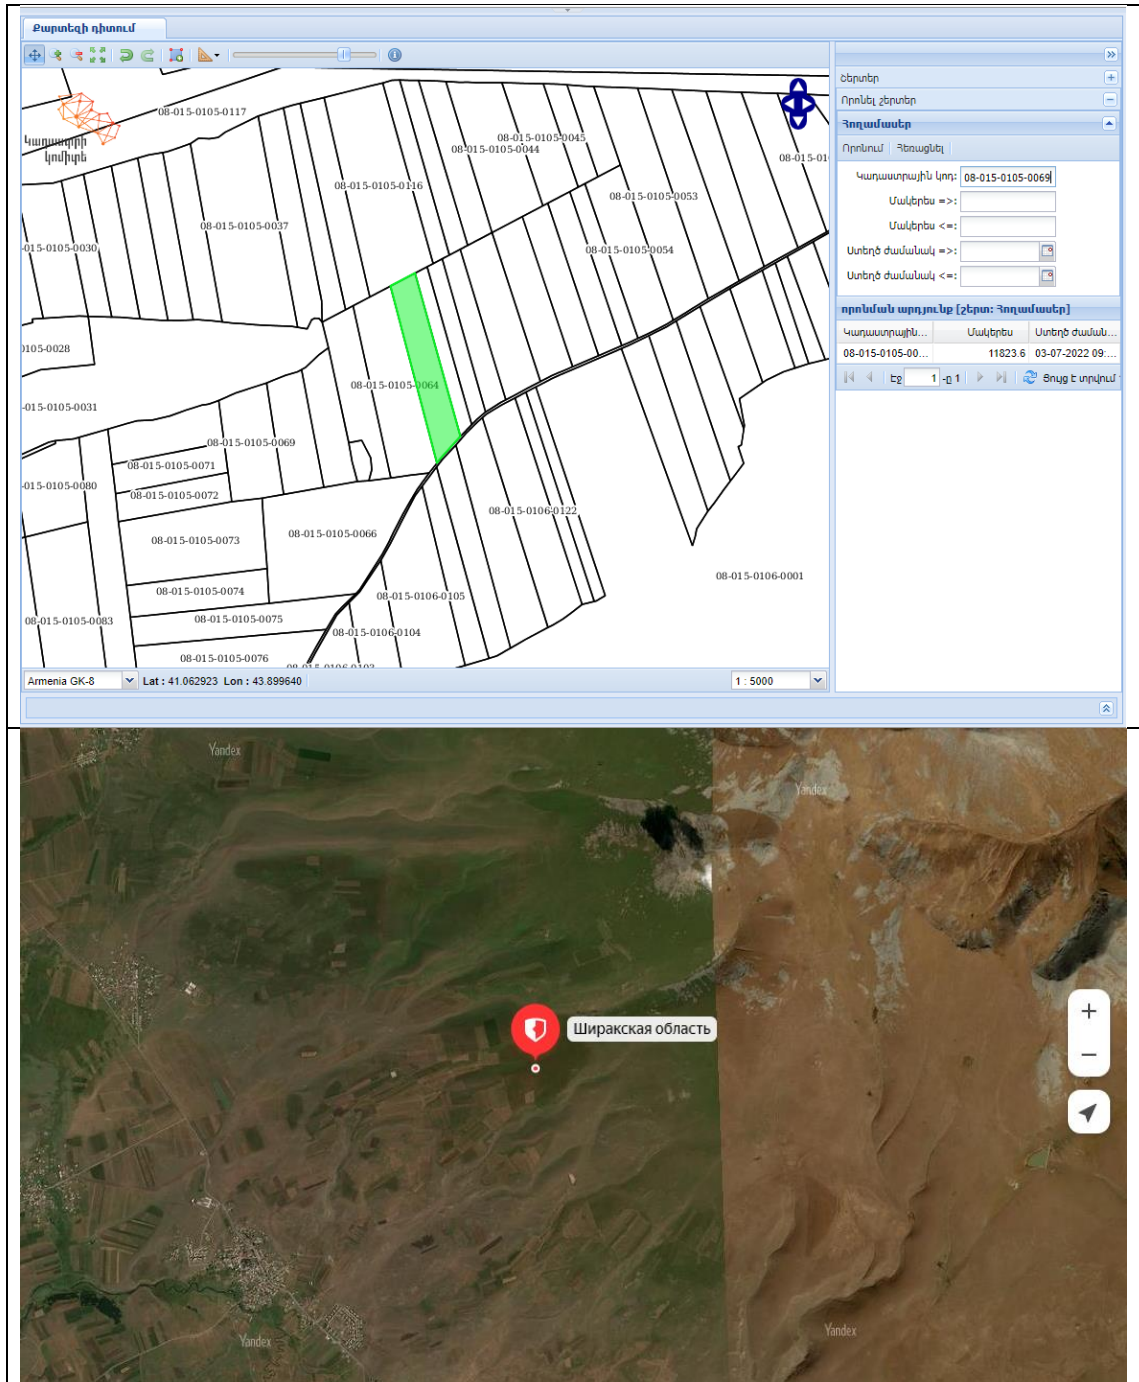 Քարտեզի դիտում
Կադաստրի
կոմիտե
08-015-0105-0117
08-015-0105-0045
08-015-0105-0044
08-015-0105-0116
08-015-0105-0053
08-015-0105-0037
08-015-0105-0054
-015-0105-0030
0105-0028
08-015-0105-0064
-015-0105-0031
08-015-0105-0069
08-015-0105-0071
-015-0105-0080
08-015-0105-0072
08-015-0106-0122
08-015-0105-0066
08-015-0105-0073
08-015-0106-0001
08-015-0105-0074
08-015-0106-0105
08-015-0105-0083
08-015-0105-0075
08-015-0106-0104
08-015-0105-0076
Armenia GK-8
Lat : 41.062923 Lon : 43.899640
1 : 5000
Շերտեր
Որոնել շերտեր
Հողամասեր
Որոնում Հեռացնել
Կադաստրային կոդ: 08-015-0105-0069
Մակերես =>:
Մակերես <=:
Ստեղծ ժամանակ =>:
Ստեղծ ժամանակ <=:
որոնման արդյունք [շերտ: Հողամասեր]
Կադաստրային... Մակերես Ստեղծ ժաման...
08-015-0105-00... 11823.6 03-07-2022 09:...
Էջ 1 -ը 1 Ցույց է տրվում
Yandex
Yandex
Ширакская область
Yandex
Yandex